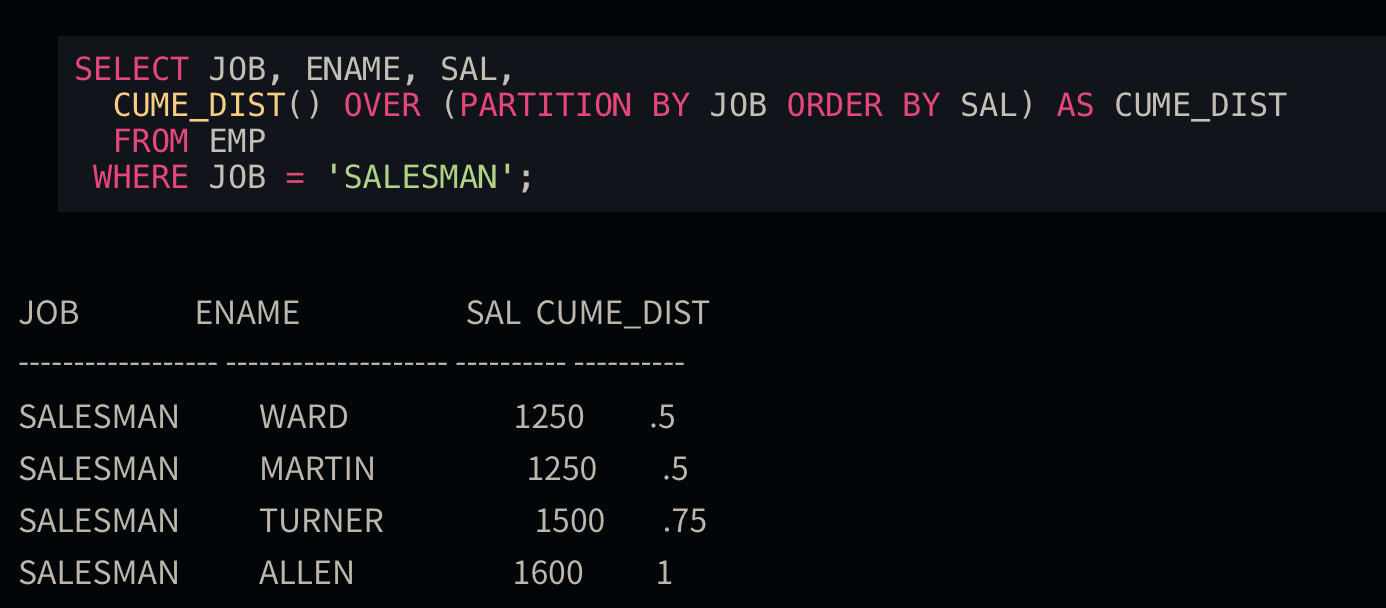 SELECT JOB, ENAME, SAL,
CUME_DIST() OVER (PARTITION BY JOB ORDER BY SAL) AS CUME_DIST
FROM EMP
WHERE JOB = 'SALESMAN';
JOB ENAME SAL CUME_DIST
------------------ -------------------- ---------- ----------
SALESMAN WARD 1250 .5
SALESMAN MARTIN 1250 .5
SALESMAN TURNER 1500 .75
SALESMAN ALLEN 1600 1